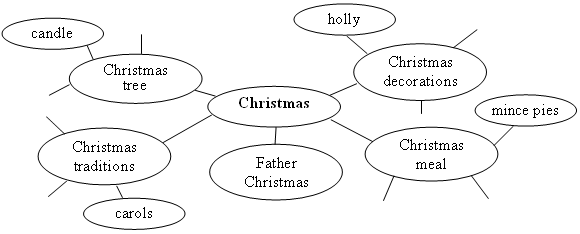 candle
holly
Christmas
tree
Christmas
decorations
Christmas
mince pies
Christmas
traditions
Father
Christmas
Christmas
meal
carols